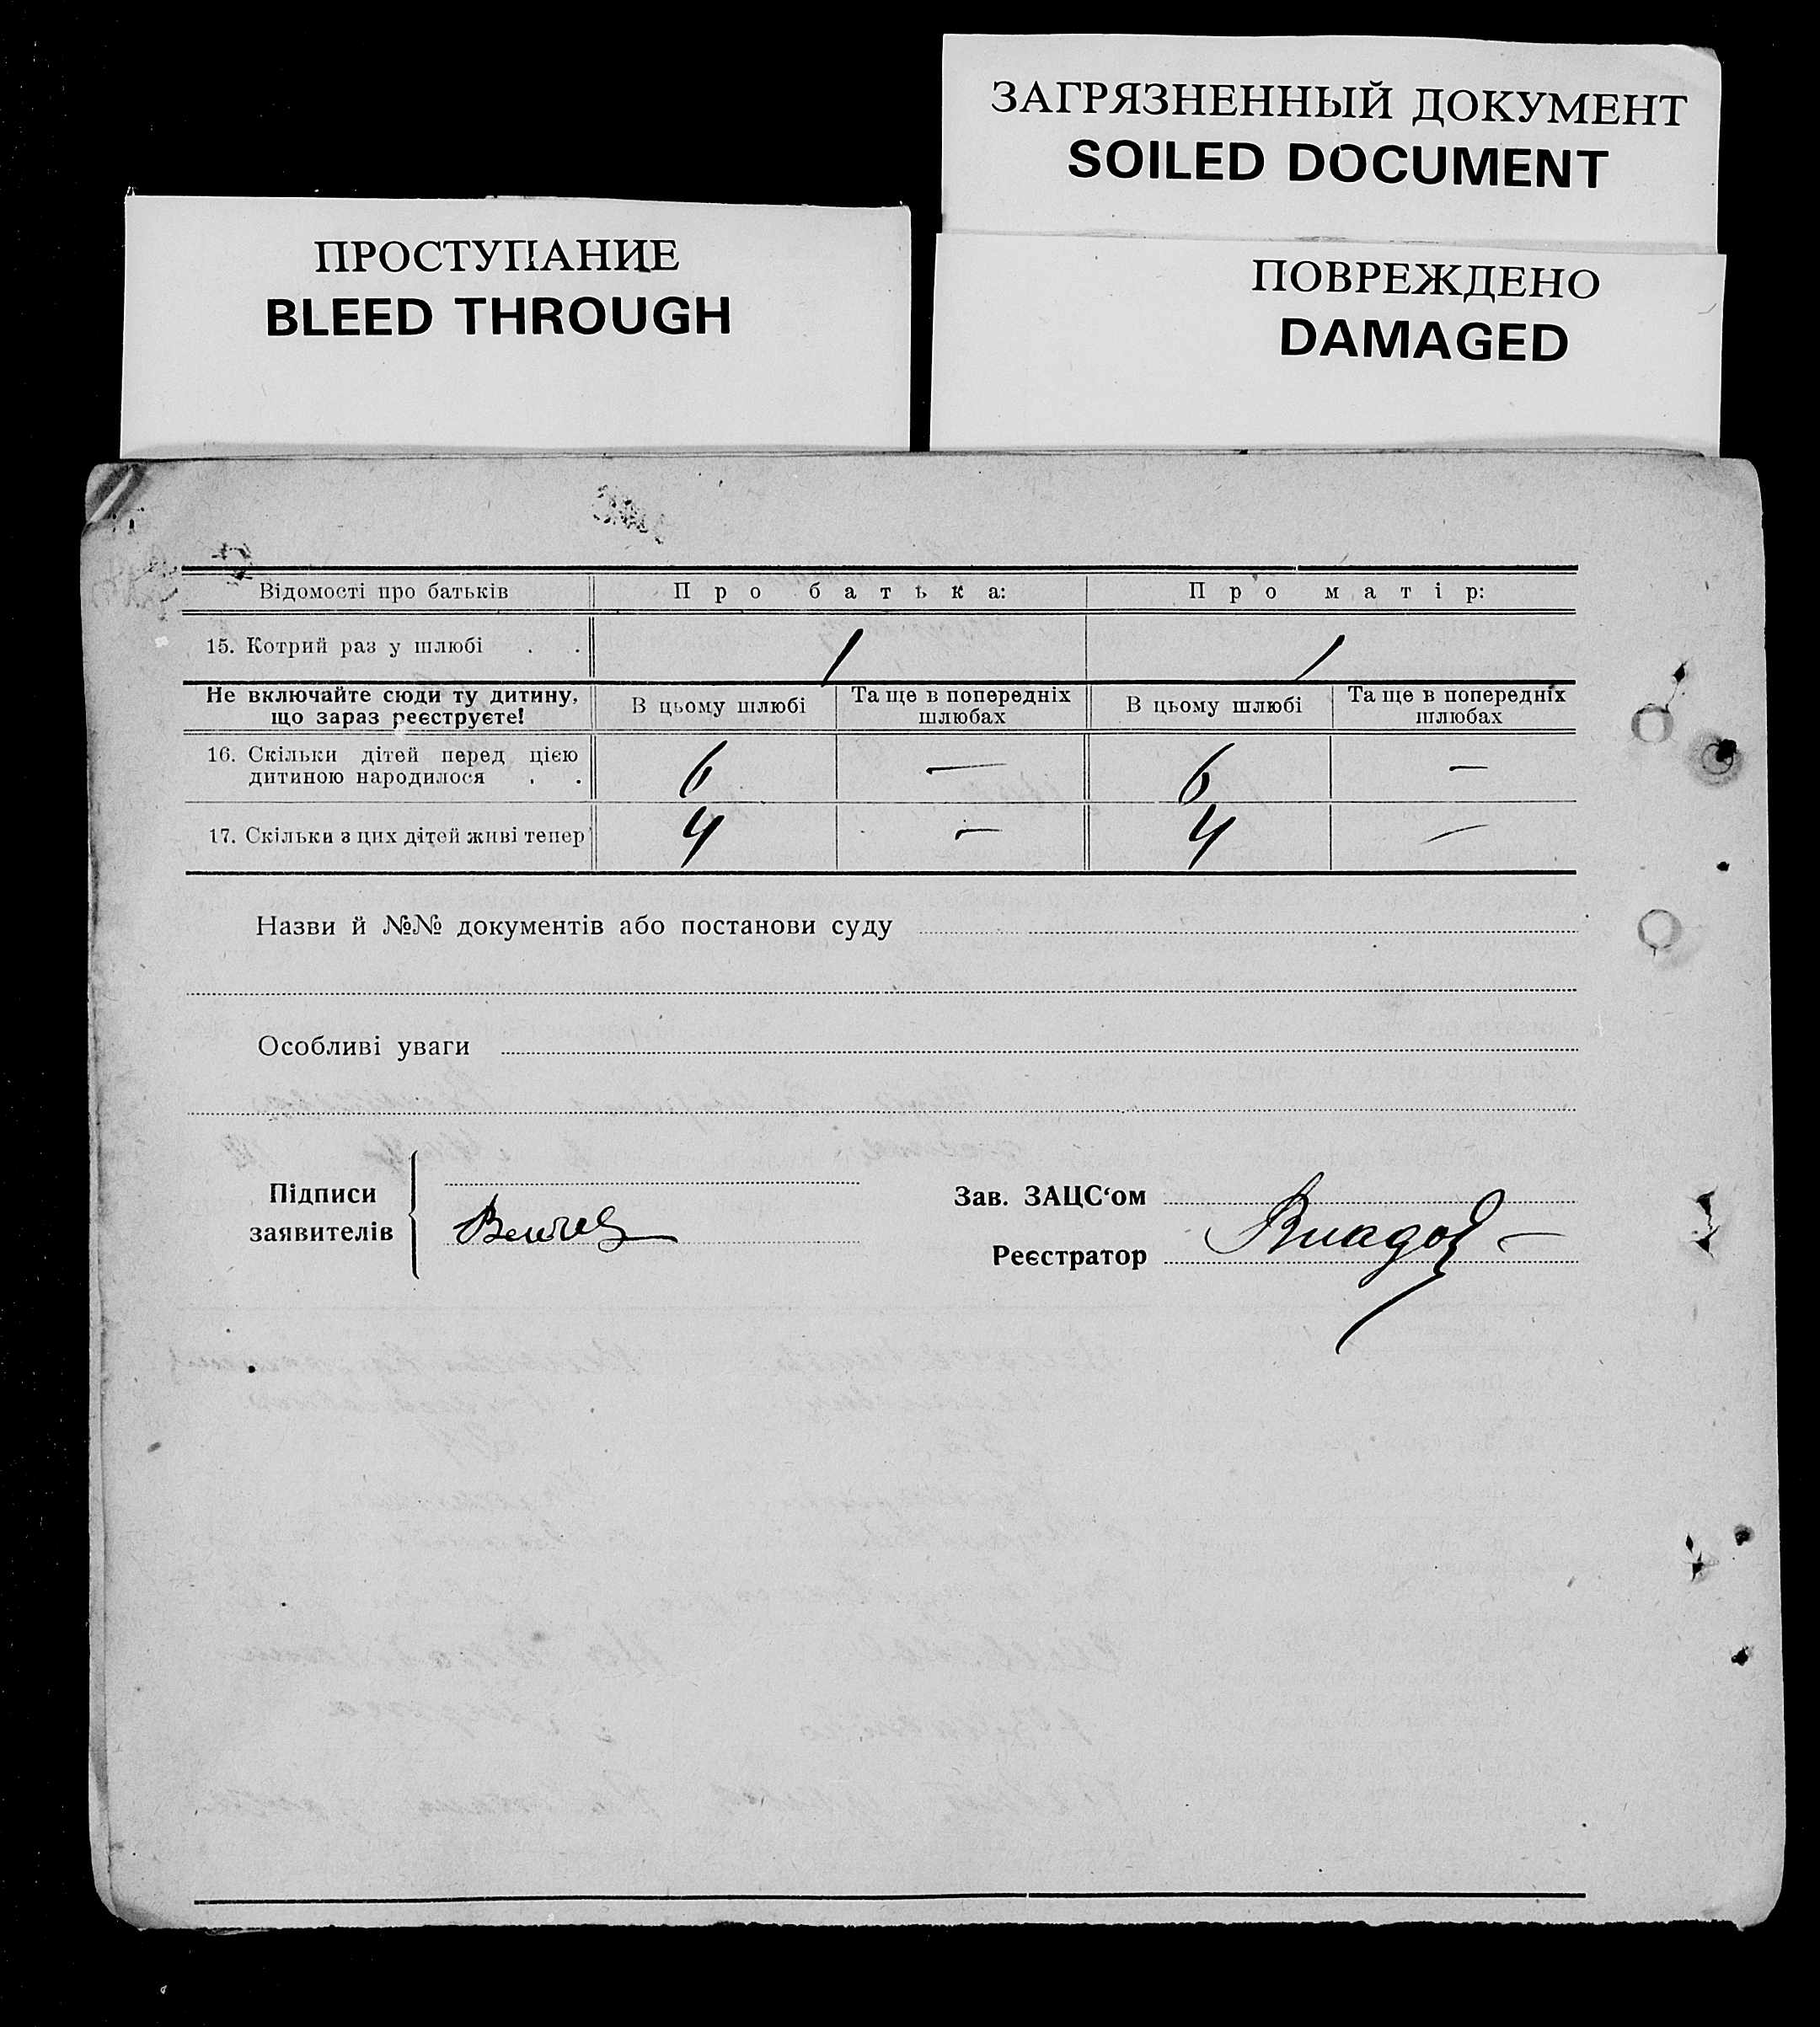 ЗАГРЯЗНЕННЫЙ ДОКУМЕНТ
SOILED DOCUMENT
ПРОСТУПАНИЕ
BLEED THROUGH
ПОВРЕЖДЕНО
DAMAGED
Відомості про батьків Про батька: Про матір:
15. Котрий раз у шлюбі . . 1 1
Не включайте сюди ту дитину, що зараз реєструєте! В цьому шлюбі Та ще в попередніх шлюбах В цьому шлюбі Та ще в попередніх шлюбах
16. Скільки дітей перед цією
дитиною народилося . . 6 — 6 —
17. Скільки з цих дітей живі тепер 4 — 4 —
Назви й №№ документів або постанови суду
Особливі уваги
Підписи
заявителів
Зав. ЗАЦС‘ом
Реєстратор